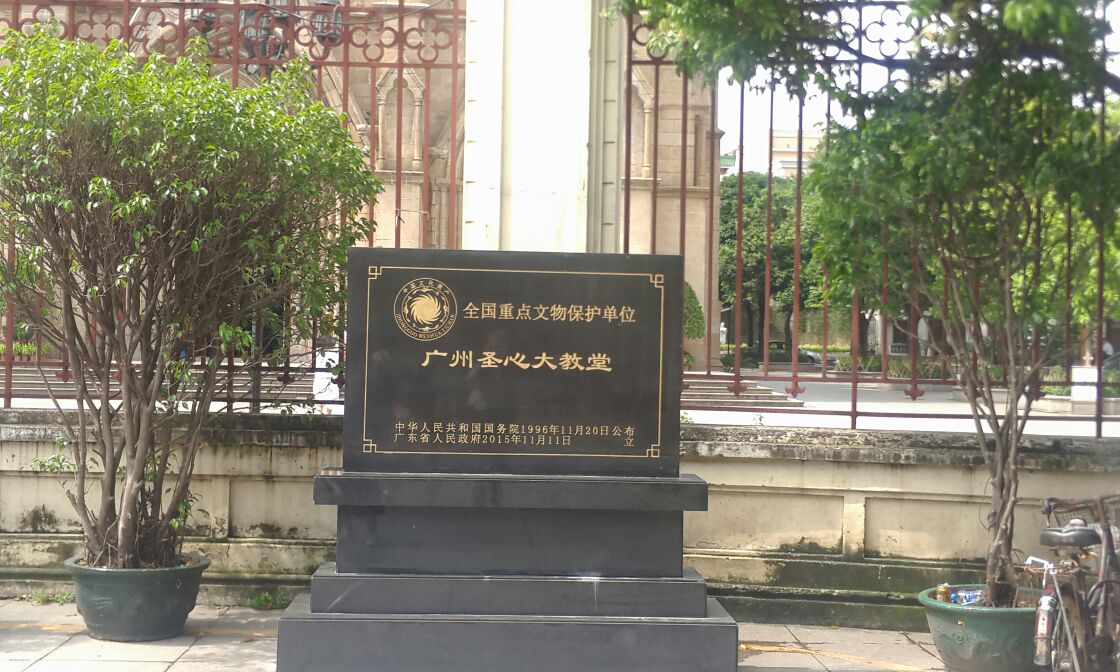 全国重点文物保护单位
广州圣心大教堂
中华人民共和国国务院1996年11月20日公布
广东省人民政府2015年11月11日 立